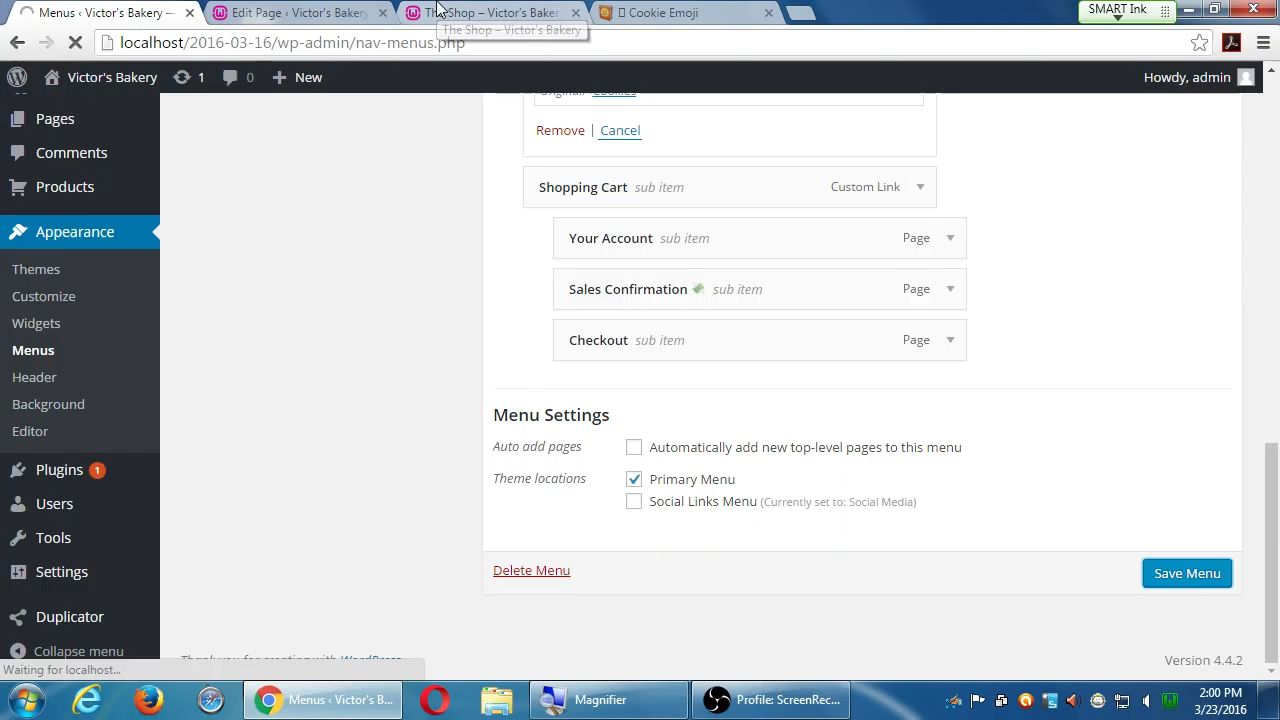 Menus ‹ Victor's Bakery —
Edit Page ‹ Victor's Bakery
The Shop – Victor's Baker
Cookie Emoji
SMART Ink
The Shop – Victor's Bakery
localhost/2016-03-16/wp-admin/nav-menus.php
Victor's Bakery
1
0
New
Howdy, admin
Pages
Comments
Products
Appearance
Themes
Customize
Widgets
Menus
Header
Background
Editor
Plugins 1
Users
Tools
Settings
Duplicator
Collapse menu
Original: Cookies
Remove | Cancel
Shopping Cart sub item Custom Link
Your Account sub item Page
Sales Confirmation sub item Page
Checkout sub item Page
Menu Settings
Auto add pages Automatically add new top-level pages to this menu
Theme locations Primary Menu
Social Links Menu (Currently set to: Social Media)
Delete Menu
Save Menu
Thank you for creating with WordPress
Version 4.4.2
Waiting for localhost...
Menus ‹ Victor's B...
Magnifier
Profile: ScreenRec...
2:00 PM
3/23/2016